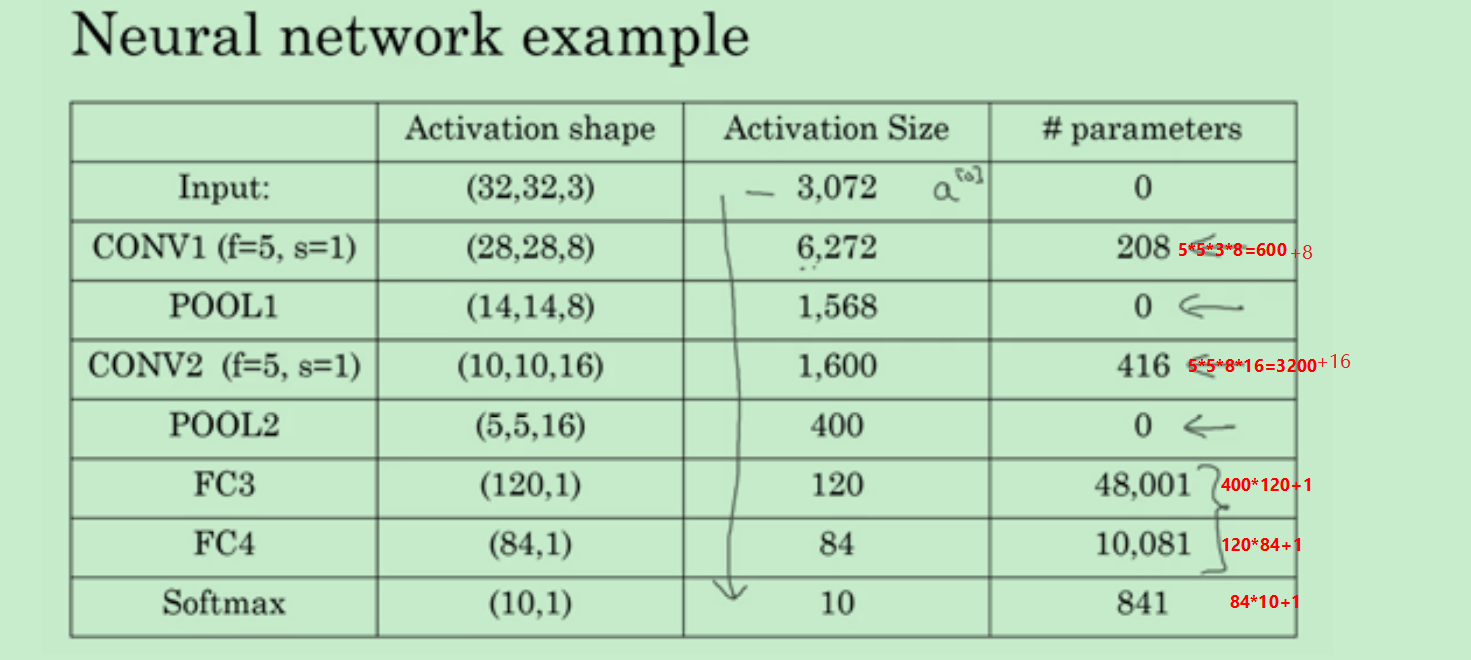 Neural network example
Activation shape Activation Size # parameters
Input: (32,32,3) — 3,072 a[0] 0
CONV1 (f=5, s=1) (28,28,8) 6,272 208 5*5*3*8=600 +8
POOL1 (14,14,8) 1,568 0
CONV2 (f=5, s=1) (10,10,16) 1,600 416 5*5*8*16=3200+16
POOL2 (5,5,16) 400 0
FC3 (120,1) 120 48,001 400*120+1
FC4 (84,1) 84 10,081 120*84+1
Softmax (10,1) 10 841 84*10+1